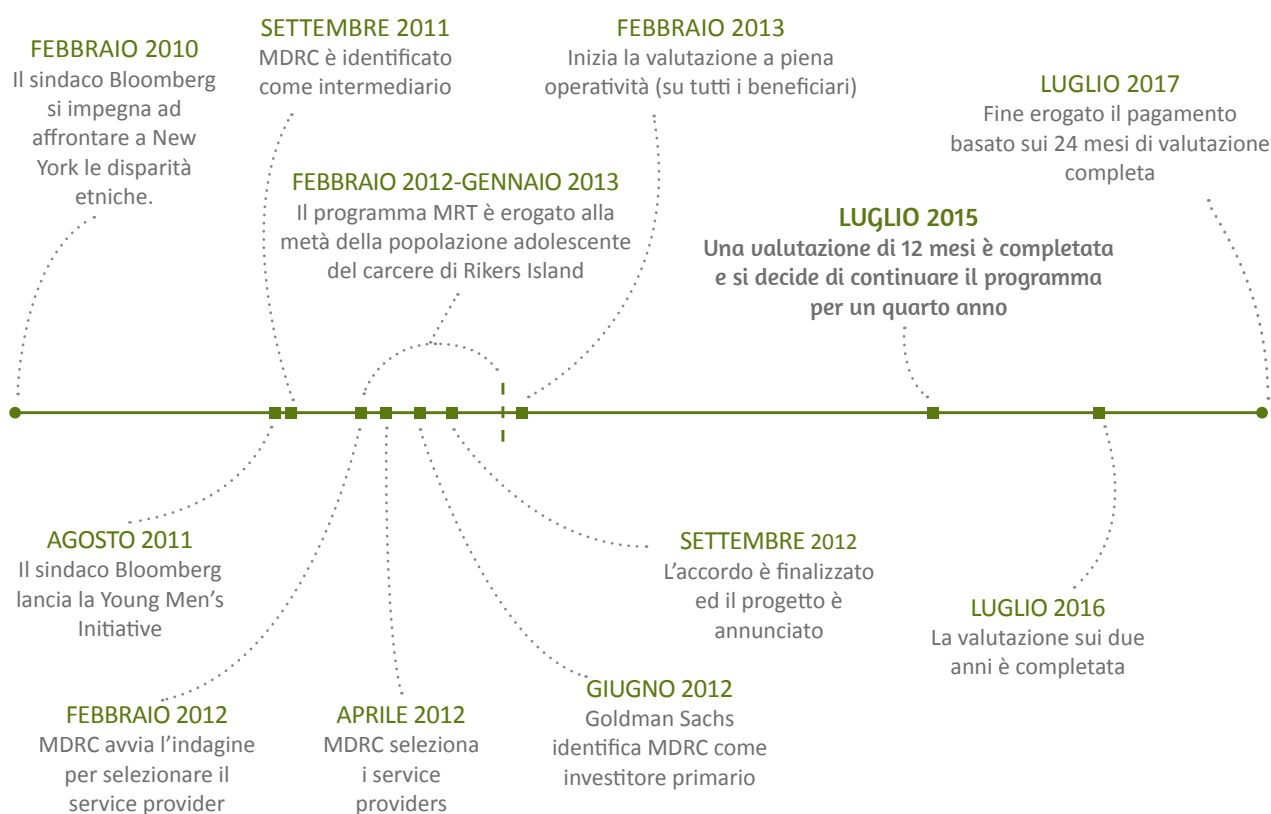 FEBBRAIO 2010
Il sindaco Bloomberg
si impegna ad
affrontare a New
York le disparità
etniche.
SETTEMBRE 2011
MDRC è identificato
come intermediario
FEBBRAIO 2013
Inizia la valutazione a piena
operatività (su tutti i beneficiari)
LUGLIO 2017
Fine erogato il pagamento
basato sui 24 mesi di valutazione
completa
FEBBRAIO 2012-GENNAIO 2013
Il programma MRT è erogato alla
metà della popolazione adolescente
del carcere di Rikers Island
LUGLIO 2015
Una valutazione di 12 mesi è completata
e si decide di continuare il programma
per un quarto anno
AGOSTO 2011
Il sindaco Bloomberg
lancia la Young Men’s
Initiative
SETTEMBRE 2012
L’accordo è finalizzato
ed il progetto è
annunciato
LUGLIO 2016
La valutazione sui due
anni è completata
FEBBRAIO 2012
MDRC avvia l’indagine
per selezionare il
service provider
APRILE 2012
MDRC seleziona
i service
providers
GIUGNO 2012
Goldman Sachs
identifica MDRC come
investitore primario